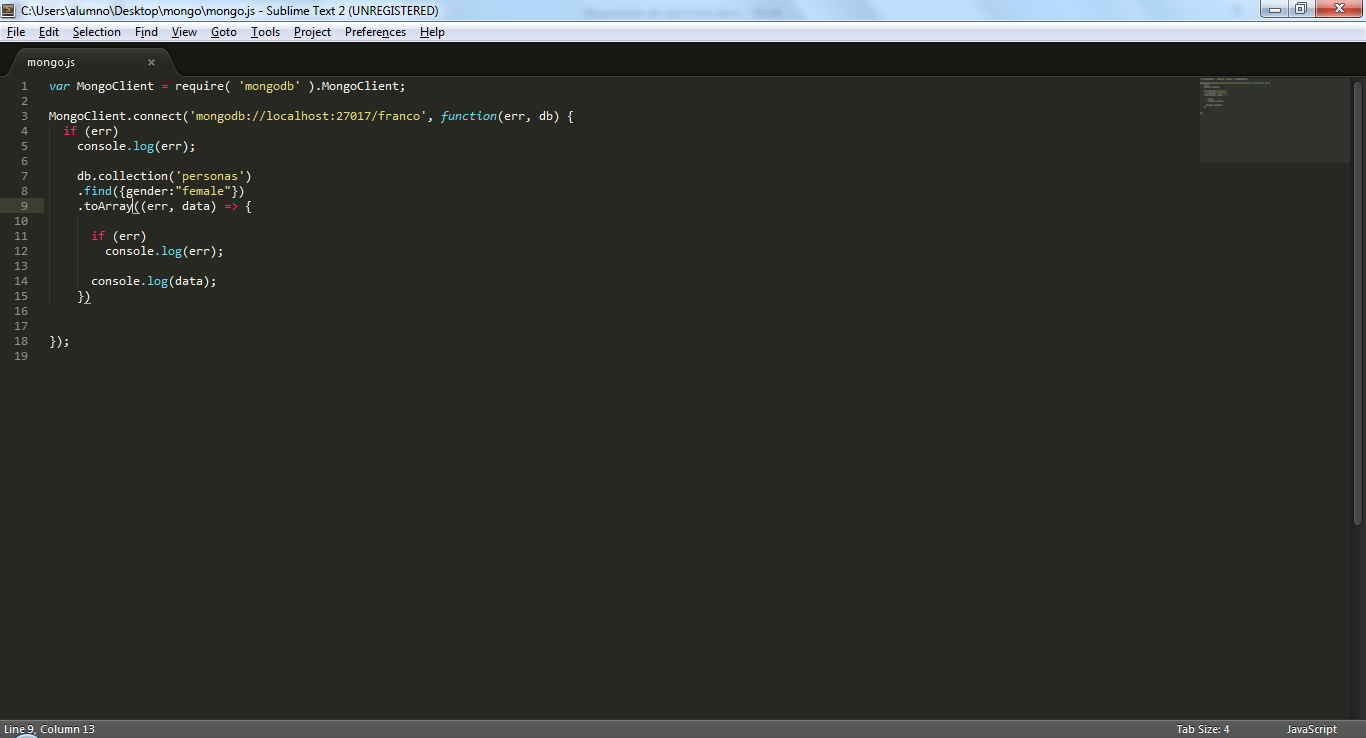 C:\Users\alumno\Desktop\mongo\mongo.js - Sublime Text 2 (UNREGISTERED)
File Edit Selection Find View Goto Tools Project Preferences Help
mongo.js ×
1 var MongoClient = require( 'mongodb' ).MongoClient;
2
3 MongoClient.connect('mongodb://localhost:27017/franco', function(err, db) {
4   if (err)
5     console.log(err);
6
7     db.collection('personas')
8     .find({gender:"female"})
9     .toArray((err, data) => {
10
11       if (err)
12         console.log(err);
13
14       console.log(data);
15     })
16
17
18 });
19
Line 9, Column 13 Tab Size: 4 JavaScript